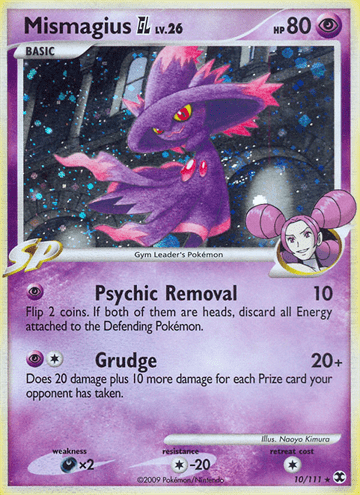 Mismagius GL LV.26 HP 80
BASIC
SP
Gym Leader's Pokémon
Psychic Removal 10
Flip 2 coins. If both of them are heads, discard all Energy
attached to the Defending Pokémon.
Grudge 20+
Does 20 damage plus 10 more damage for each Prize card your
opponent has taken.
Illus. Naoyo Kimura
weakness resistance retreat cost
×2 -20
©2009 Pokémon/Nintendo 10/111